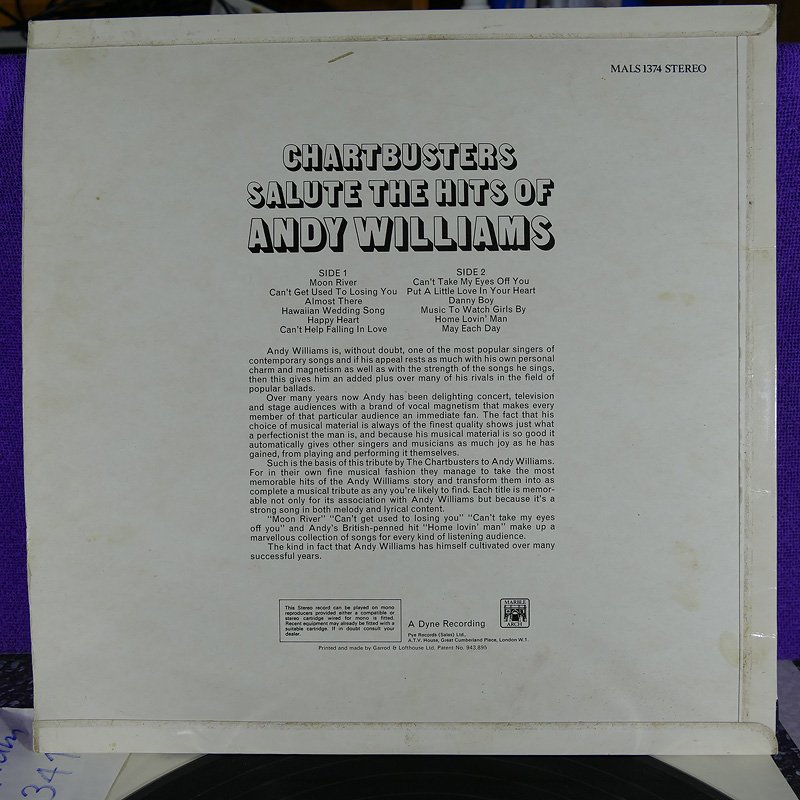 MALS 1374 STEREO
CHARTBUSTERS
SALUTE THE HITS OF
ANDY WILLIAMS
SIDE 1
Moon River
Can't Get Used To Losing You
Almost There
Hawaiian Wedding Song
Happy Heart
Can't Help Falling In Love
SIDE 2
Can't Take My Eyes Off You
Put A Little Love In Your Heart
Danny Boy
Music To Watch Girls By
Home Lovin' Man
May Each Day
Andy Williams is, without doubt, one of the most popular singers of
contemporary songs and if his appeal rests as much with his own personal
charm and magnetism as well as with the strength of the songs he sings,
then this gives him an added plus over many of his rivals in the field of
popular ballads.
Over many years now Andy has been delighting concert, television
and stage audiences with a brand of vocal magnetism that makes every
member of that particular audience an immediate fan. The fact that his
choice of musical material is always of the finest quality shows just what
a perfectionist the man is, and because his musical material is so good it
automatically gives other singers and musicians as much joy as he has
gained, from playing and performing it themselves.
Such is the basis of this tribute by The Chartbusters to Andy Williams.
For in their own fine musical fashion they manage to take the most
memorable hits of the Andy Williams story and transform them into as
complete a musical tribute as any you're likely to find. Each title is memor-
able not only for its association with Andy Williams but because it's a
strong song in both melody and lyrical content.
"Moon River" "Can't get used to losing you" "Can't take my eyes
off you" and Andy's British-penned hit "Home lovin' man" make up a
marvellous collection of songs for every kind of listening audience.
The kind in fact that Andy Williams has himself cultivated over many
successful years.
This Stereo record can be played on mono
reproducers provided either a compatible or
stereo cartridge wired for mono is fitted.
Recent equipment may already be fitted with a
suitable cartridge. If in doubt consult your
dealer.
A Dyne Recording
MARBLE
ARCH
Pye Records (Sales) Ltd.,
A.T.V. House, Great Cumberland Place, London W.1.
Printed and made by Garrod & Lofthouse Ltd. Patent No. 943,895
341